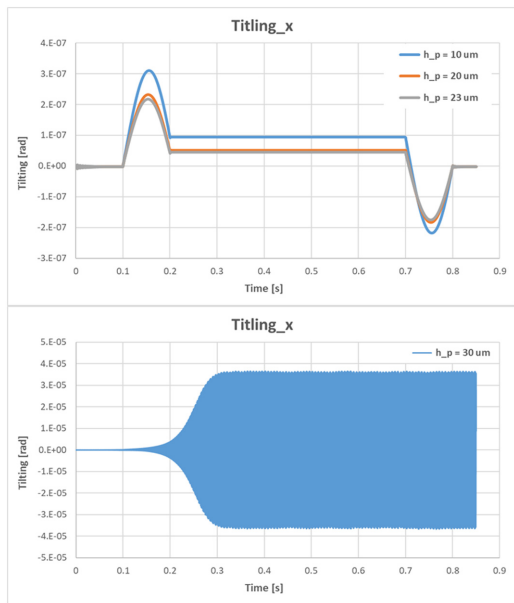 Titling_x
4.E-07
3.E-07
2.E-07
1.E-07
0.E+00
-1.E-07
-2.E-07
-3.E-07
Tilting [rad]
h_p = 10 um
h_p = 20 um
h_p = 23 um
0 0.1 0.2 0.3 0.4 0.5 0.6 0.7 0.8 0.9
Time [s]
Titling_x
5.E-05
4.E-05
3.E-05
2.E-05
1.E-05
0.E+00
-1.E-05
-2.E-05
-3.E-05
-4.E-05
-5.E-05
Tilting [rad]
h_p = 30 um
0 0.1 0.2 0.3 0.4 0.5 0.6 0.7 0.8 0.9
Time [s]